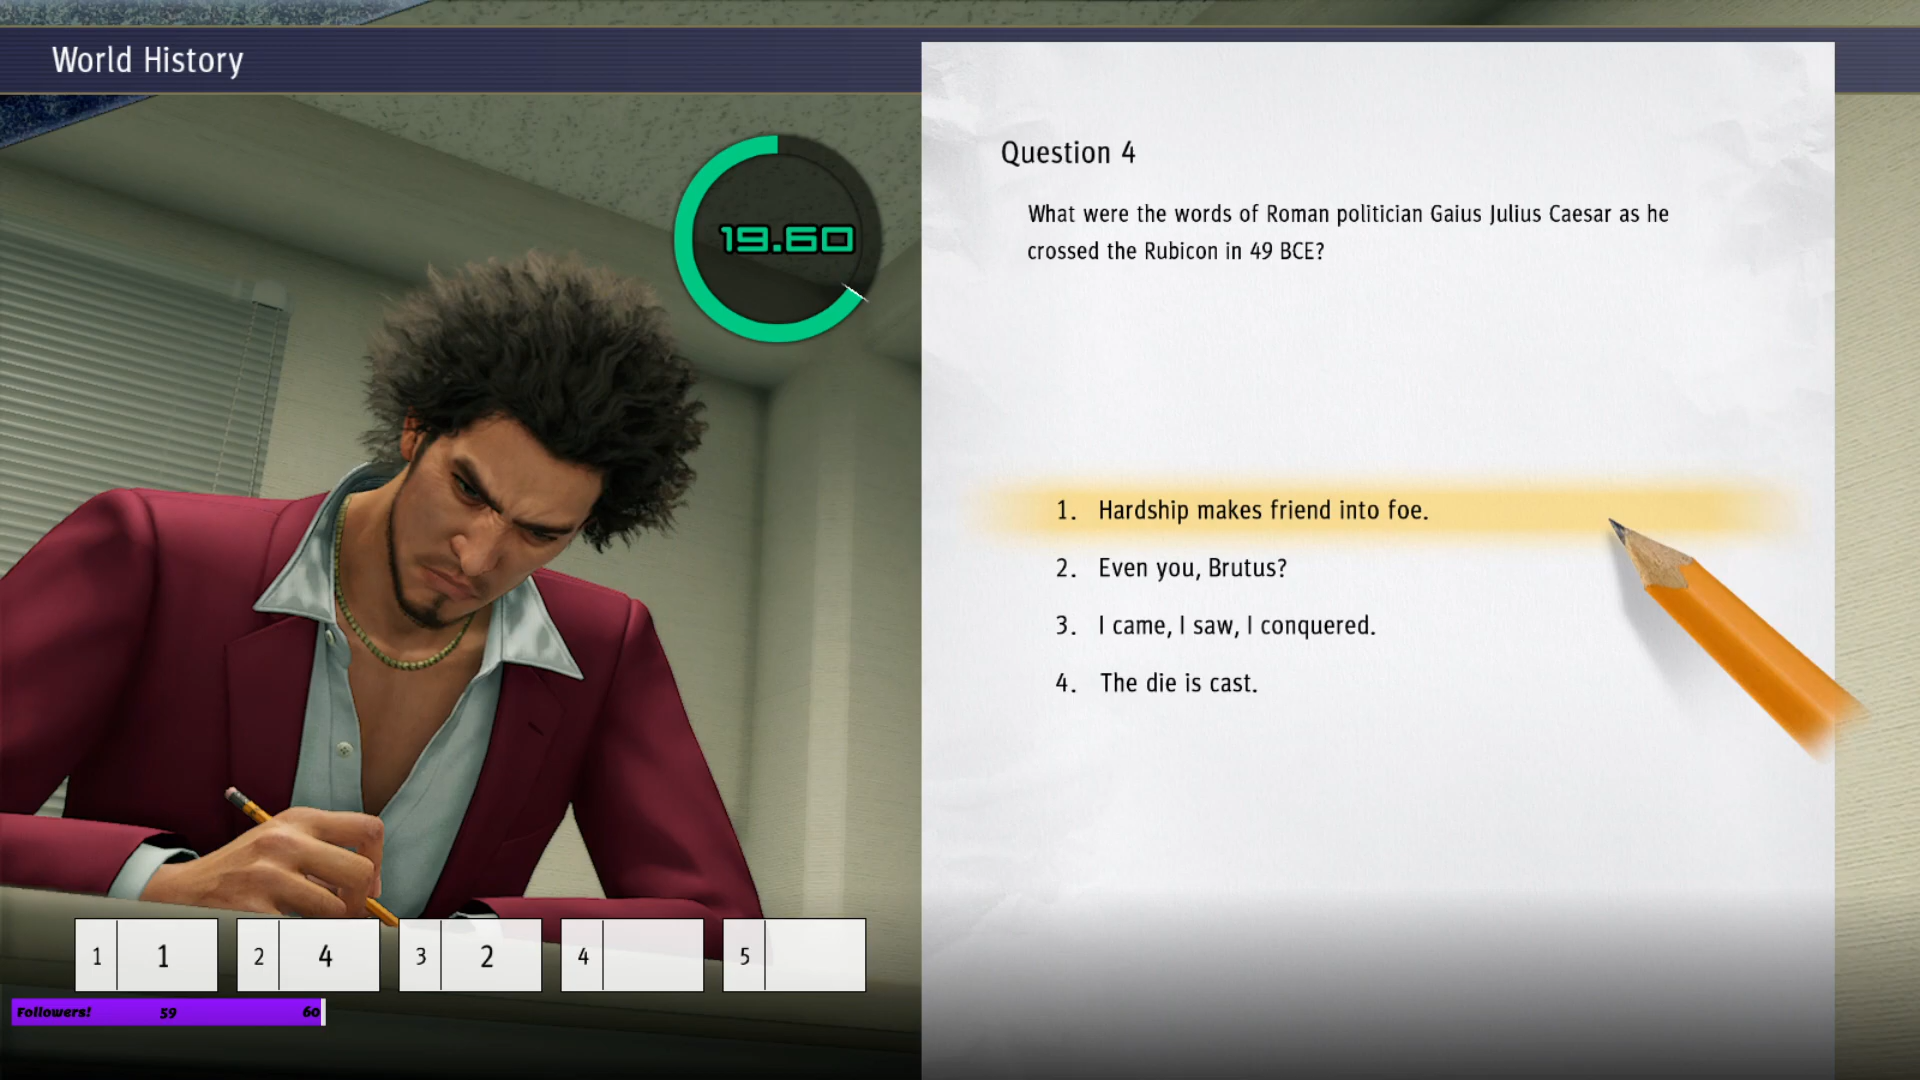 World History
19.60
Question 4
What were the words of Roman politician Gaius Julius Caesar as he
crossed the Rubicon in 49 BCE?
1. Hardship makes friend into foe.
2. Even you, Brutus?
3. I came, I saw, I conquered.
4. The die is cast.
1 1 2 4 3 2 4 5
Followers! 59 60